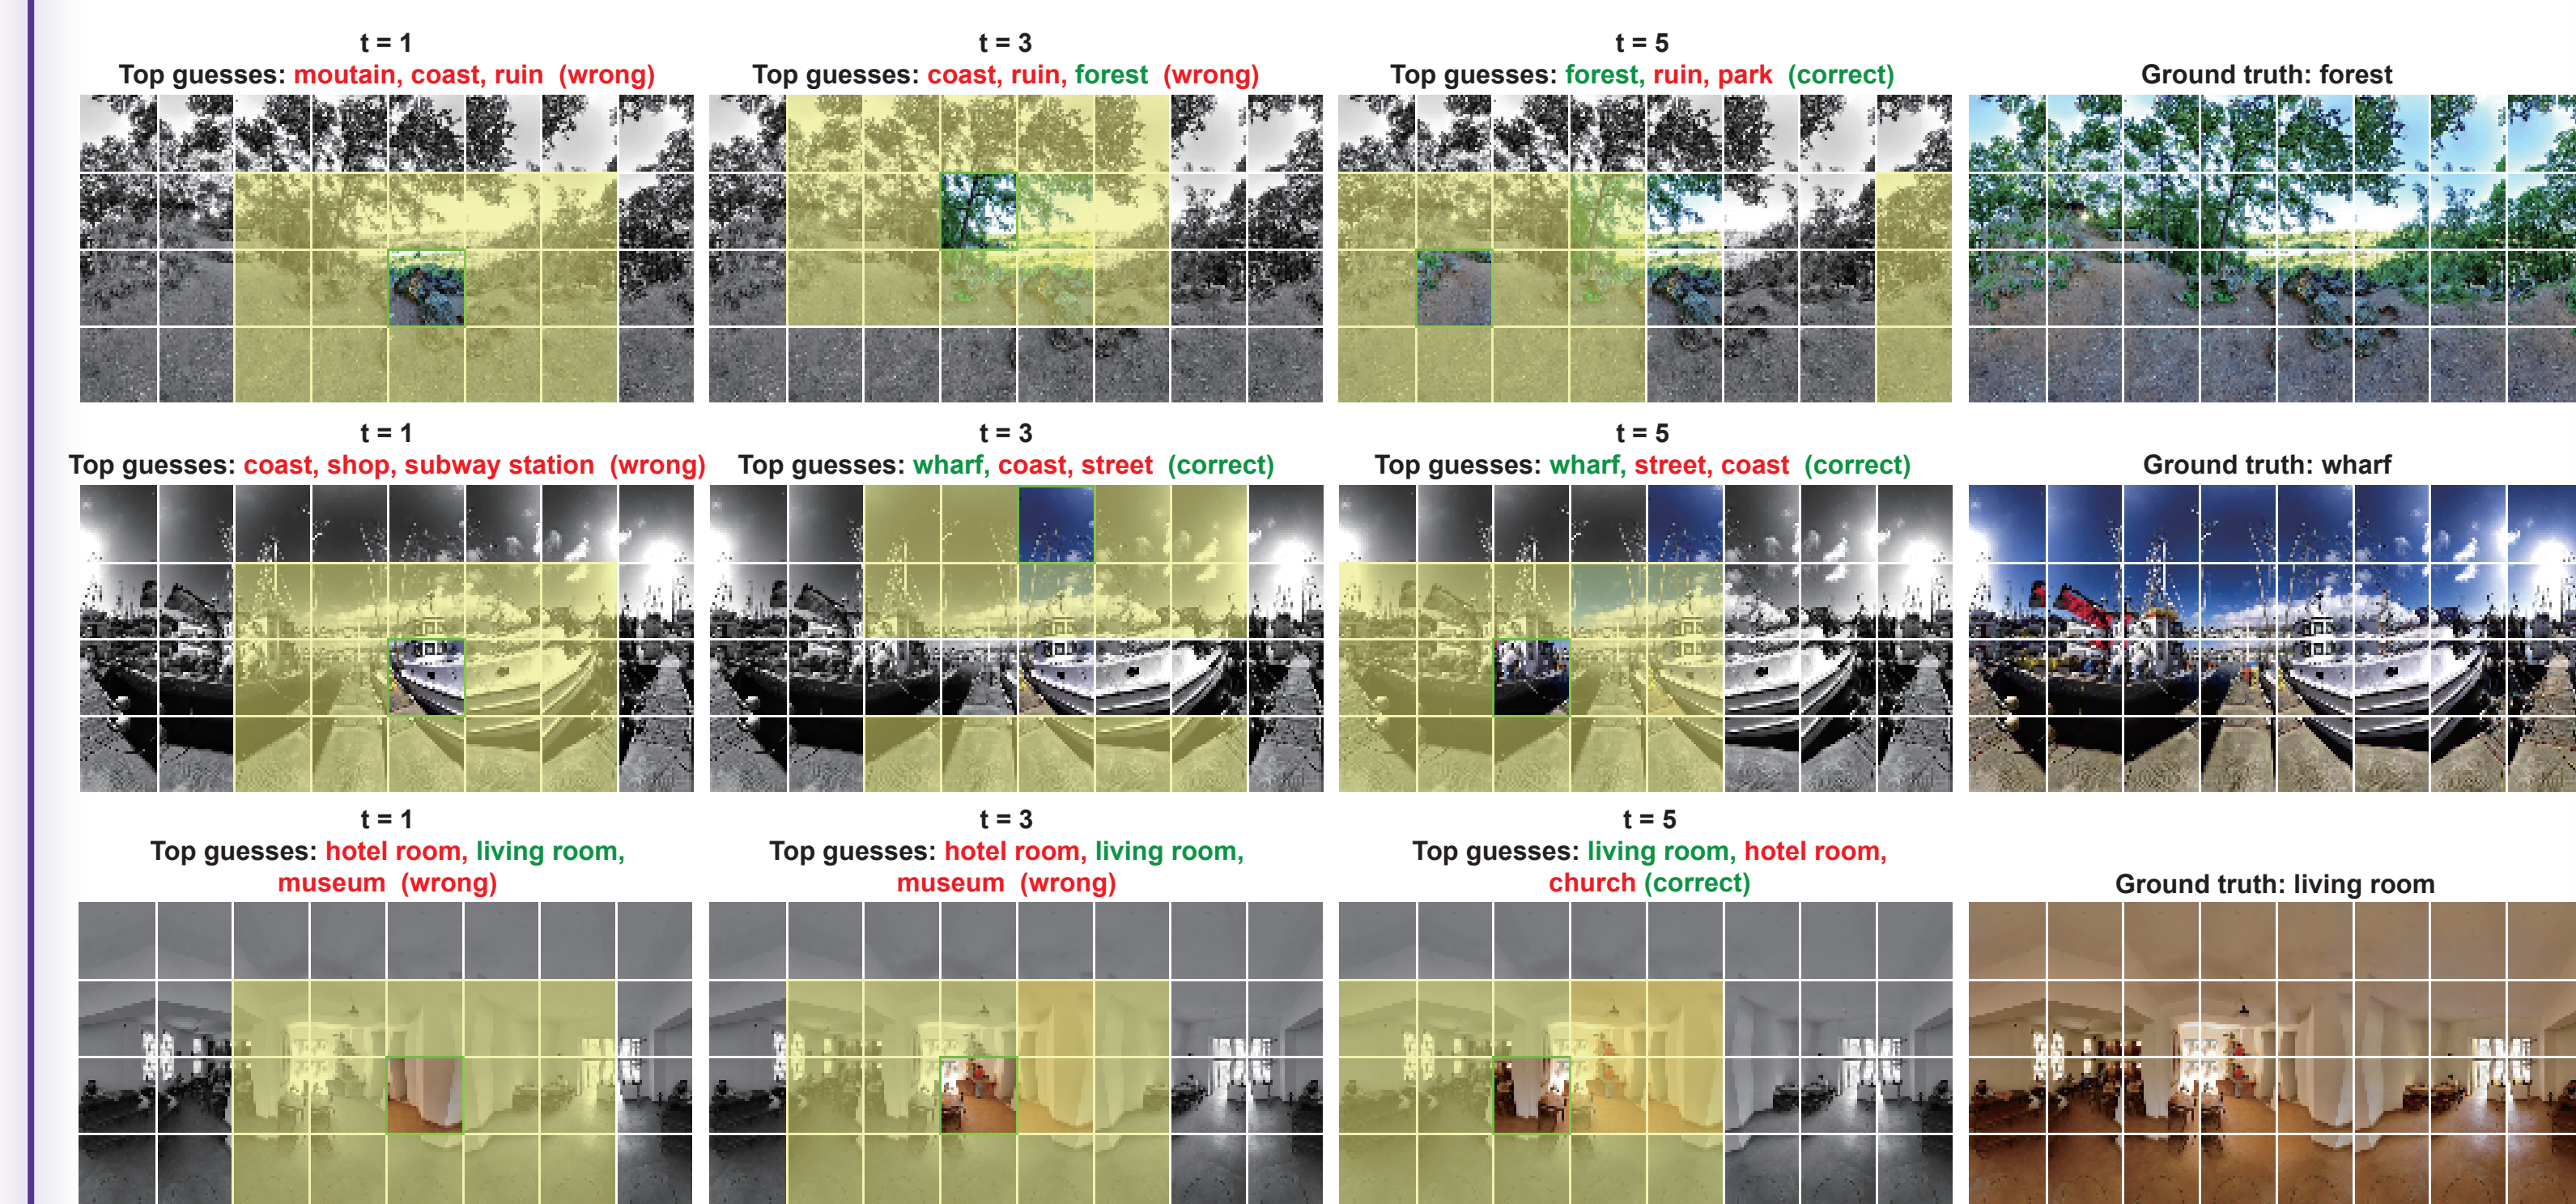 t = 1
Top guesses: moutain, coast, ruin (wrong)
t = 3
Top guesses: coast, ruin, forest (wrong)
t = 5
Top guesses: forest, ruin, park (correct)
Ground truth: forest
t = 1
Top guesses: coast, shop, subway station (wrong)
t = 3
Top guesses: wharf, coast, street (correct)
t = 5
Top guesses: wharf, street, coast (correct)
Ground truth: wharf
t = 1
Top guesses: hotel room, living room,
museum (wrong)
t = 3
Top guesses: hotel room, living room,
museum (wrong)
t = 5
Top guesses: living room, hotel room,
church (correct)
Ground truth: living room